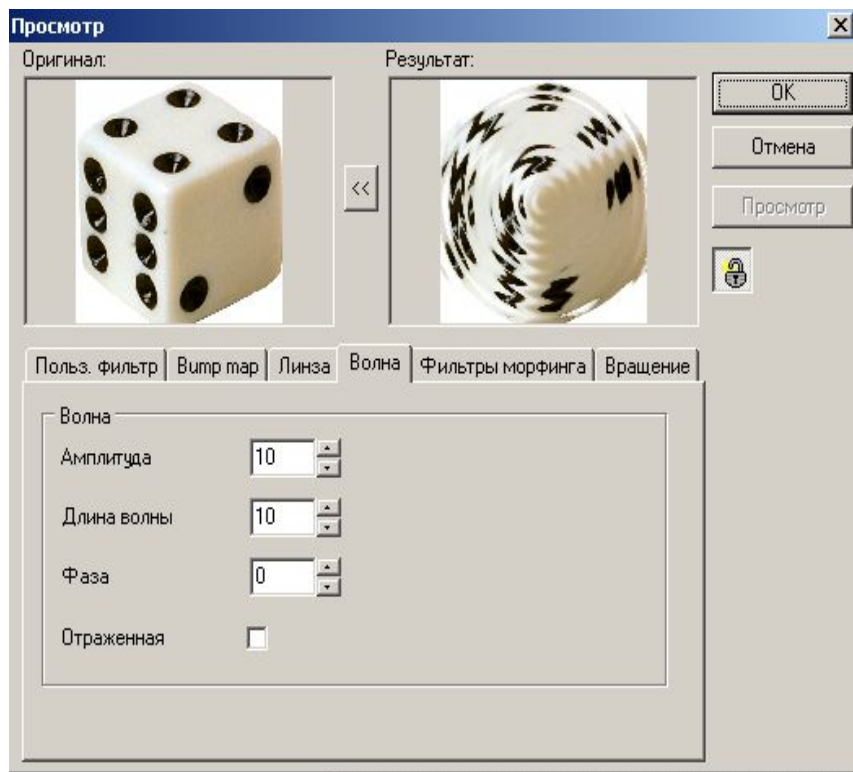 Просмотр
Оригинал:
Результат:
OK
<<
Отмена
Просмотр
Польз. фильтр
Bump map
Линза
Волна
Фильтры морфинга
Вращение
Волна
Амплитуда 10
Длина волны 10
Фаза 0
Отраженная